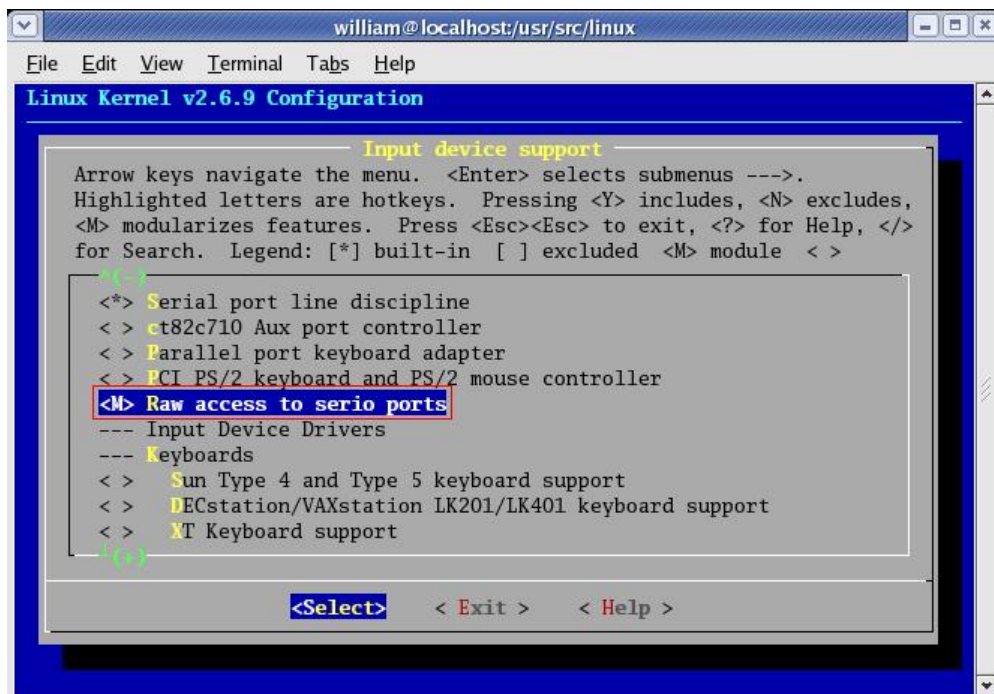 william@localhost:/usr/src/linux
File Edit View Terminal Tabs Help
Linux Kernel v2.6.9 Configuration
Input device support
Arrow keys navigate the menu. <Enter> selects submenus --->.
Highlighted letters are hotkeys. Pressing <Y> includes, <N> excludes,
<M> modularizes features. Press <Esc><Esc> to exit, <?> for Help, </>
for Search. Legend: [*] built-in [ ] excluded <M> module < >
^(-)
<*> Serial port line discipline
< > ct82c710 Aux port controller
< > Parallel port keyboard adapter
< > PCI PS/2 keyboard and PS/2 mouse controller
<M> Raw access to serio ports
--- Input Device Drivers
--- Keyboards
< > Sun Type 4 and Type 5 keyboard support
< > DECstation/VAXstation LK201/LK401 keyboard support
< > XT Keyboard support
┴(+)
<Select> < Exit > < Help >